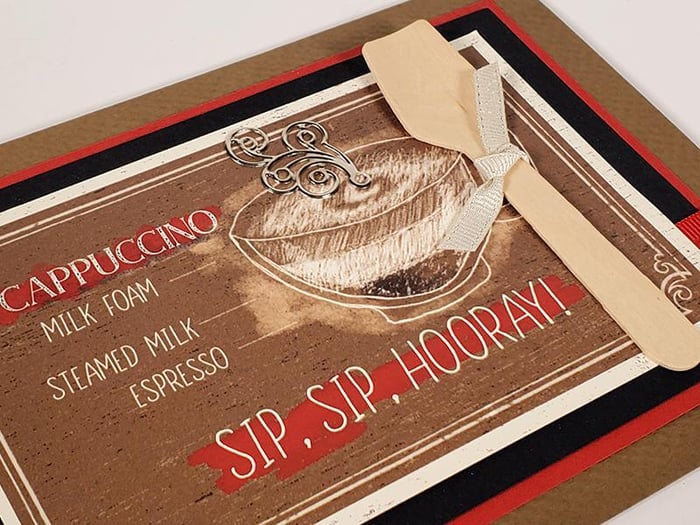 CAPPUCCINO
MILK FOAM
STEAMED MILK
ESPRESSO
SIP, SIP, HOORAY!